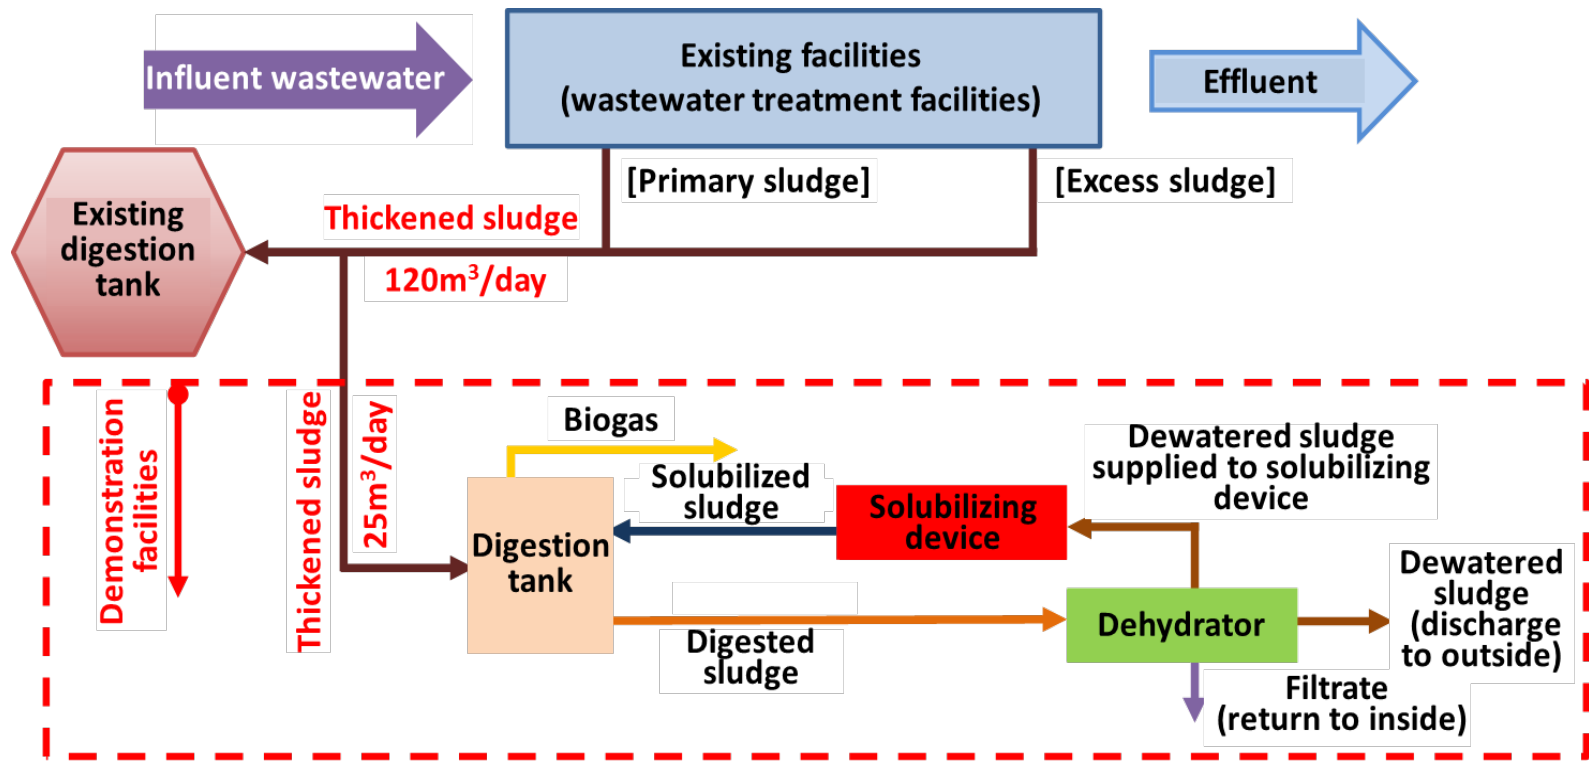 Influent wastewater
Existing facilities
(wastewater treatment facilities)
Effluent
[Primary sludge]
[Excess sludge]
Existing
digestion
tank
Thickened sludge
120m³/day
Demonstration
facilities
Thickened sludge
25m³/day
Biogas
Solubilized
sludge
Solubilizing
device
Dewatered sludge
supplied to solubilizing
device
Digestion
tank
Digested
sludge
Dehydrator
Dewatered
sludge
(discharge
to outside)
Filtrate
(return to inside)